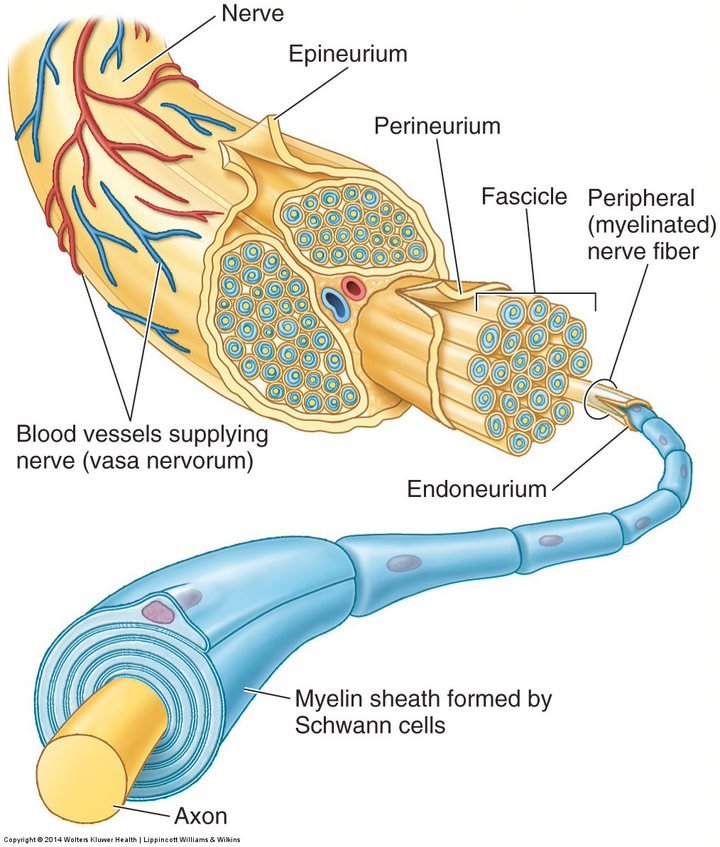 Nerve
Epineurium
Perineurium
Fascicle
Peripheral
(myelinated)
nerve fiber
Blood vessels supplying
nerve (vasa nervorum)
Endoneurium
Myelin sheath formed by
Schwann cells
Axon
Copyright © 2014 Wolters Kluwer Health | Lippincott Williams & Wilkins